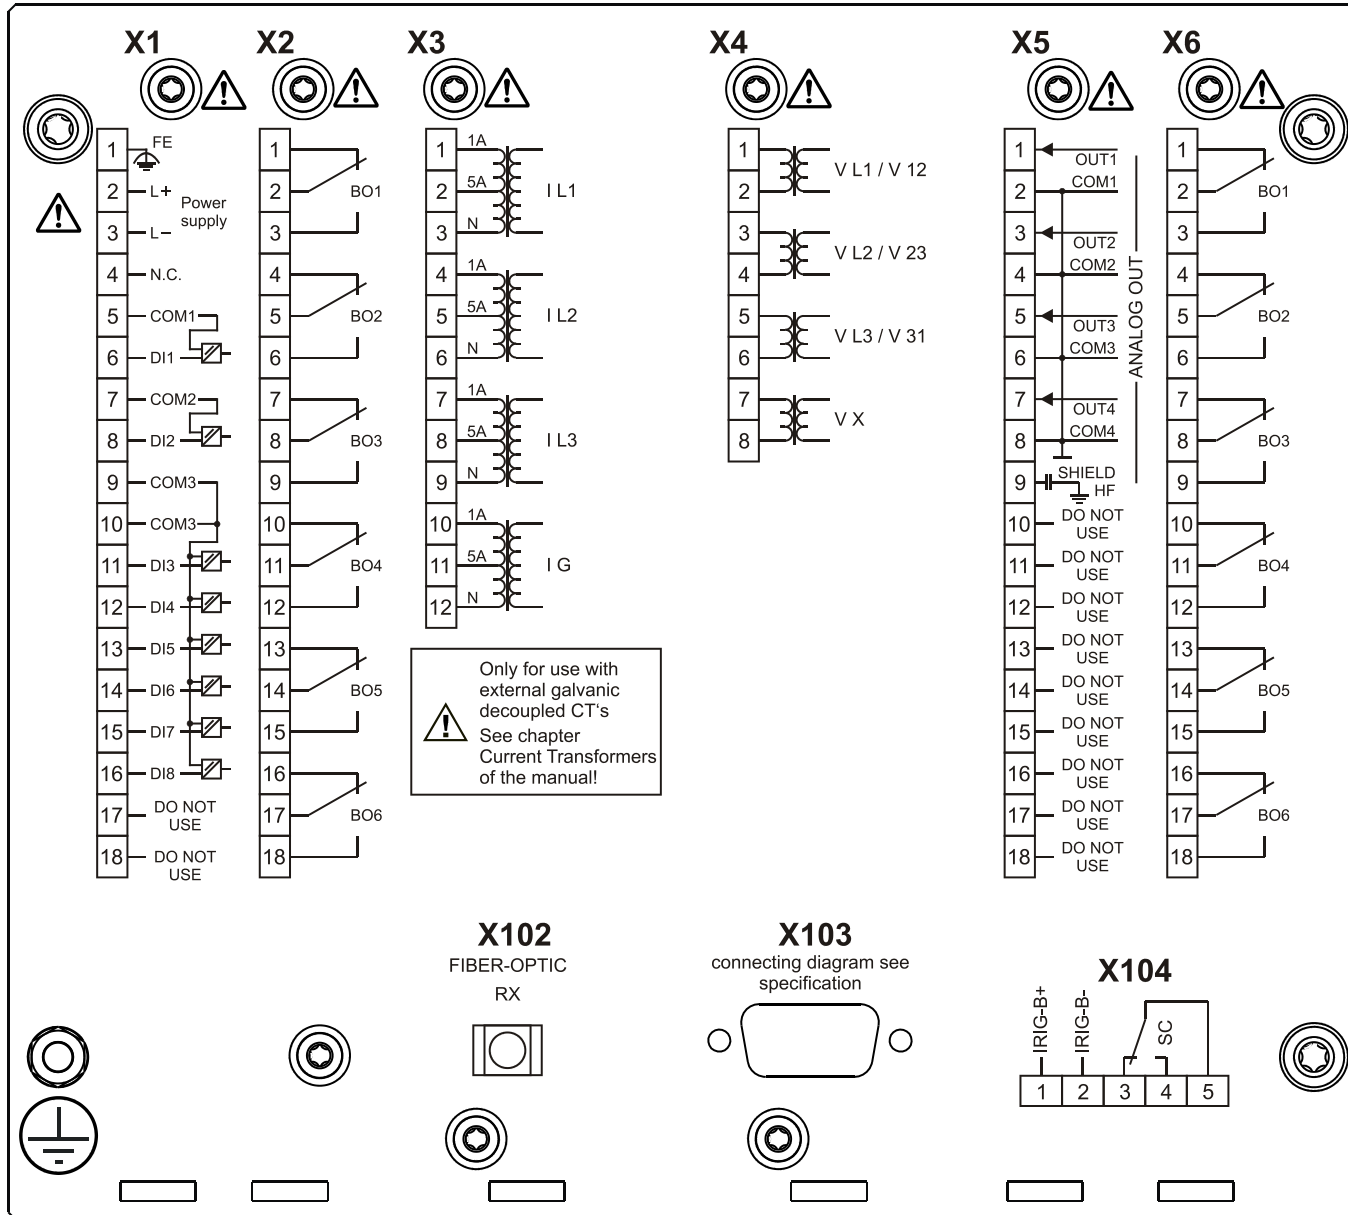 X1
1 FE
2 L+ Power
supply
3 L–
4 N.C.
5 COM1
6 DI1
7 COM2
8 DI2
9 COM3
10 COM3
11 DI3
12 DI4
13 DI5
14 DI6
15 DI7
16 DI8
17 DO NOT
USE
18 DO NOT
USE
X2
1
2 BO1
3
4
5 BO2
6
7
8 BO3
9
10
11 BO4
12
13
14 BO5
15
16
17 BO6
18
X3
1 1A
2 5A I L1
3 N
4 1A
5 5A I L2
6 N
7 1A
8 5A I L3
9 N
10 1A
11 5A I G
12 N
Only for use with
external galvanic
decoupled CT‘s
See chapter
Current Transformers
of the manual!
X4
1
V L1 / V 12
2
3
V L2 / V 23
4
5
V L3 / V 31
6
7
V X
8
X5
1 OUT1
2 COM1
3 OUT2
4 COM2
5 OUT3
6 COM3
7 OUT4
8 COM4
ANALOG OUT
9 SHIELD
HF
10 DO NOT
USE
11 DO NOT
USE
12 DO NOT
USE
13 DO NOT
USE
14 DO NOT
USE
15 DO NOT
USE
16 DO NOT
USE
17 DO NOT
USE
18 DO NOT
USE
X6
1
2 BO1
3
4
5 BO2
6
7
8 BO3
9
10
11 BO4
12
13
14 BO5
15
16
17 BO6
18
X102
FIBER-OPTIC
RX
X103
connecting diagram see
specification
X104
IRIG-B+
IRIG-B-
SC
1 2 3 4 5